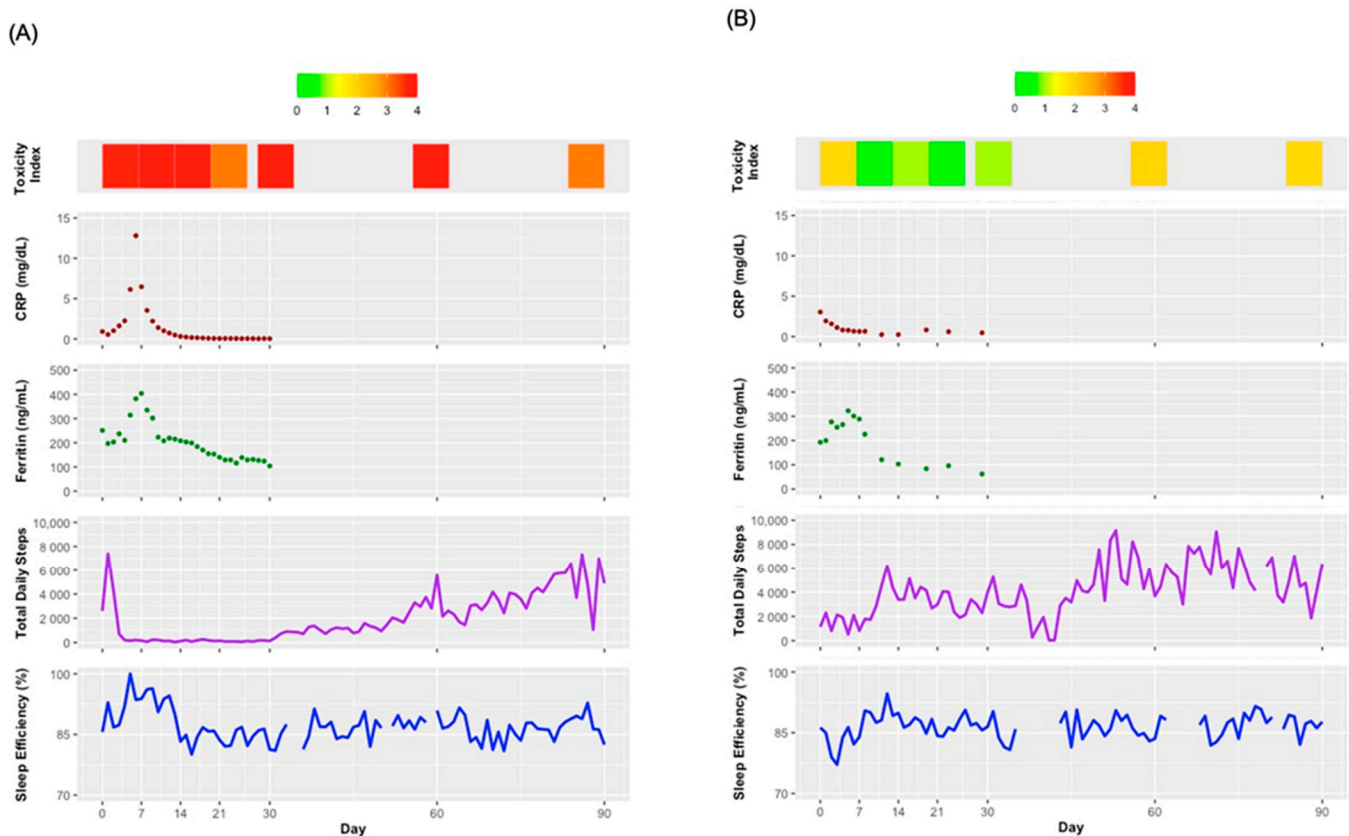 (A)
0 1 2 3 4
Toxicity
Index
CRP (mg/dL)
15
10
5
0
Ferritin (ng/mL)
500
400
300
200
100
0
Total Daily Steps
10,000
8 000
6 000
4 000
2 000
0
Sleep Efficiency (%)
100
85
70
0 7 14 21 30 60 90
Day
(B)
0 1 2 3 4
Toxicity
Index
CRP (mg/dL)
15
10
5
0
Ferritin (ng/mL)
500
400
300
200
100
0
Total Daily Steps
10,000
8 000
6 000
4 000
2 000
0
Sleep Efficiency (%)
100
85
70
0 7 14 21 30 60 90
Day